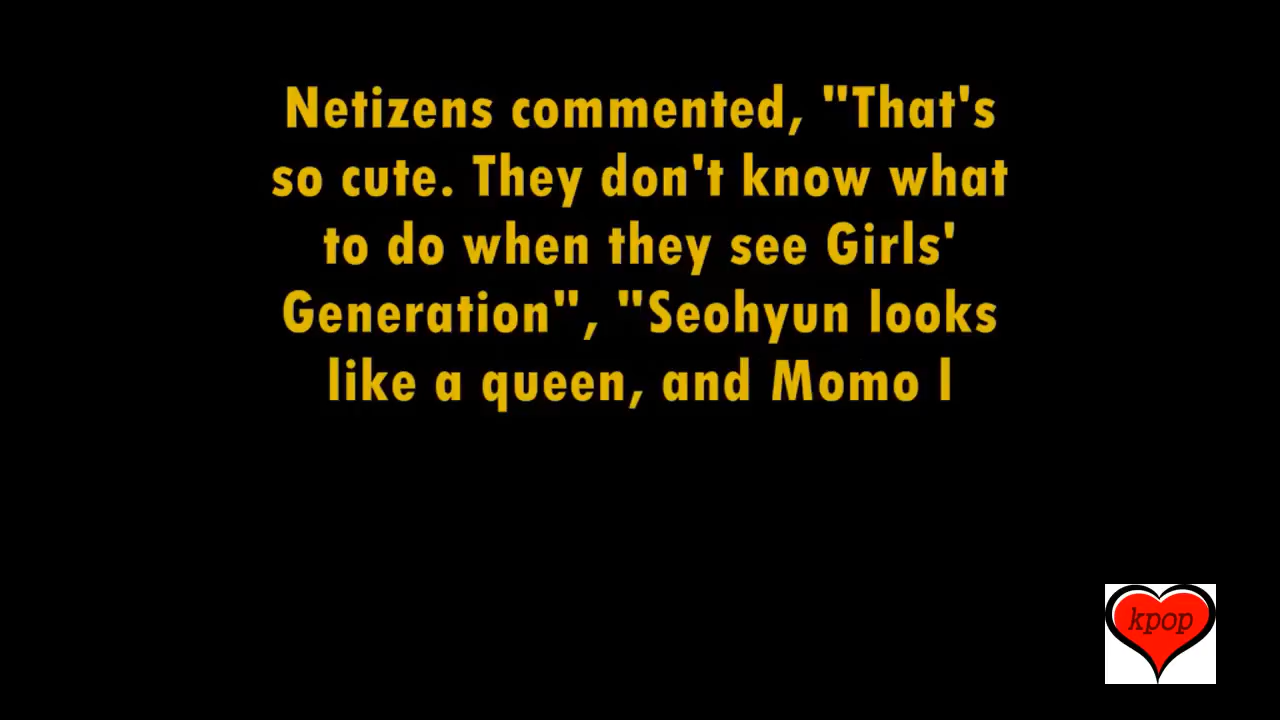 Netizens commented, "That's
so cute. They don't know what
to do when they see Girls'
Generation", "Seohyun looks
like a queen, and Momo l
kpop